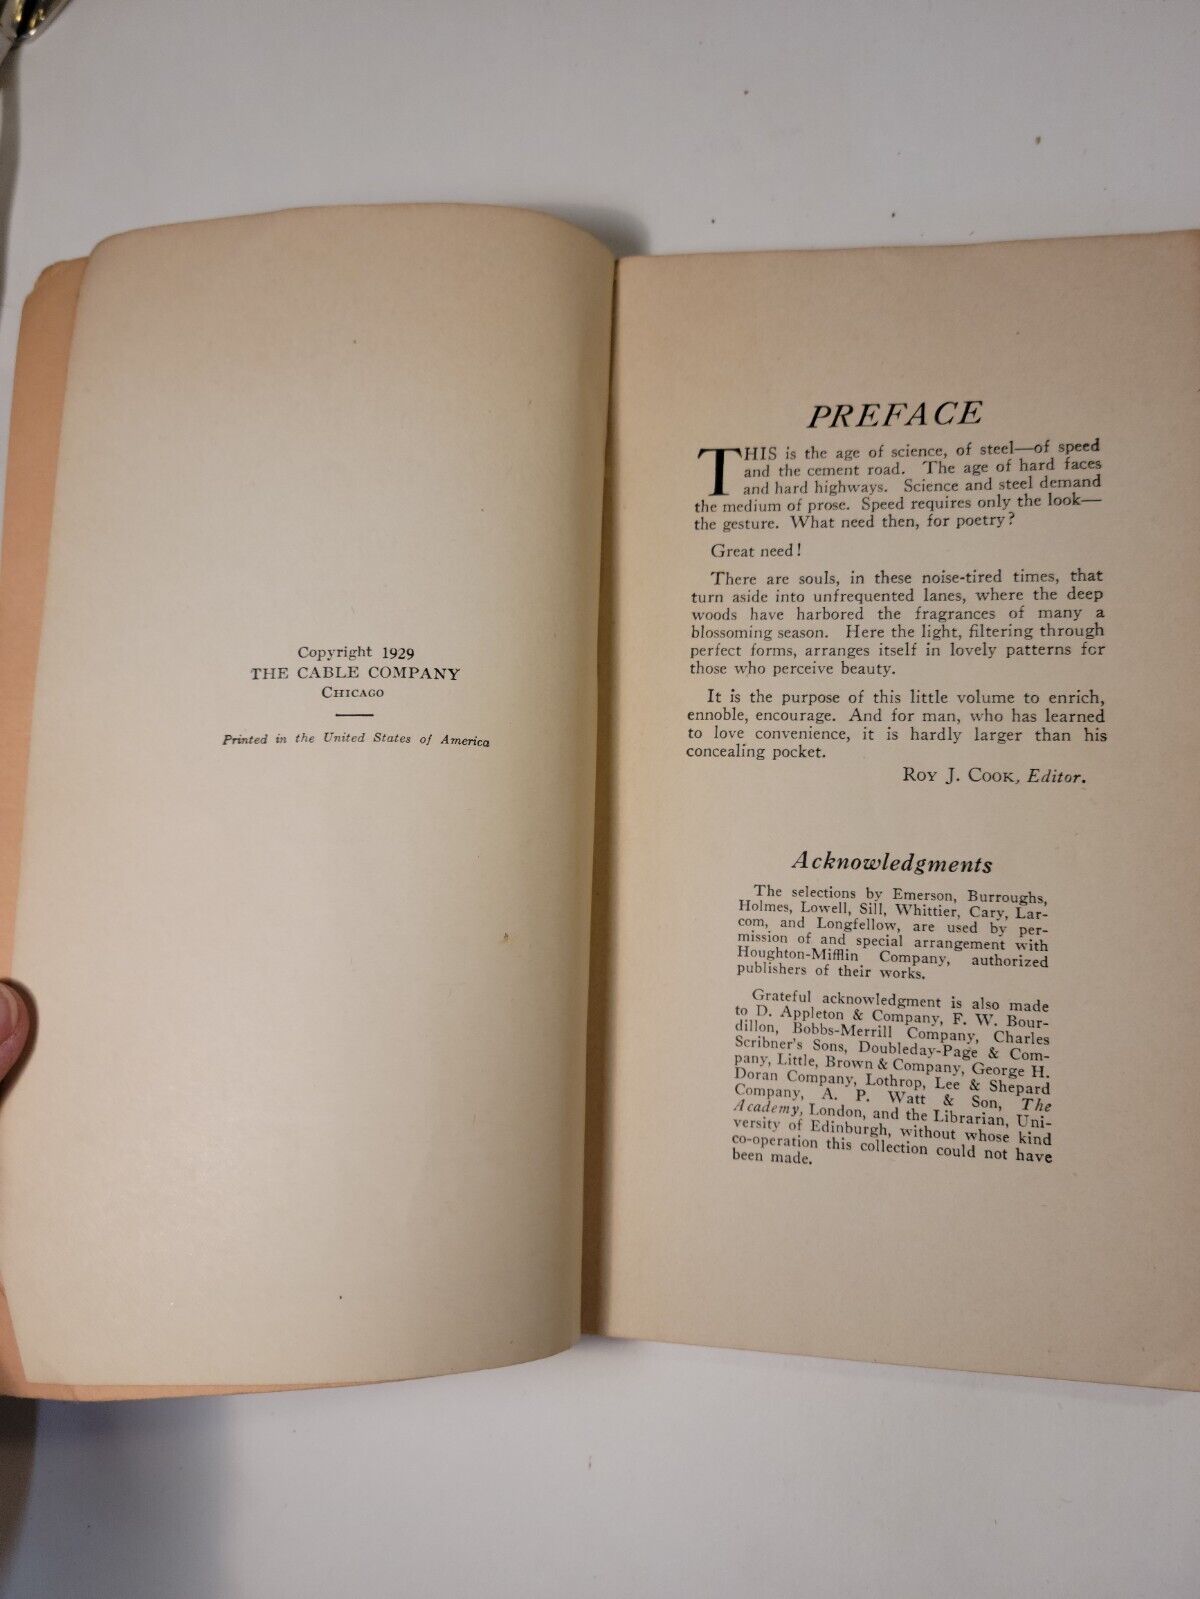 Copyright 1929
THE CABLE COMPANY
CHICAGO
Printed in the United States of America
PREFACE
THIS is the age of science, of steel—of speed
and the cement road. The age of hard faces
and hard highways. Science and steel demand
the medium of prose. Speed requires only the look—
the gesture. What need then, for poetry?
Great need!
There are souls, in these noise-tired times, that
turn aside into unfrequented lanes, where the deep
woods have harbored the fragrances of many a
blossoming season. Here the light, filtering through
perfect forms, arranges itself in lovely patterns for
those who perceive beauty.
It is the purpose of this little volume to enrich,
ennoble, encourage. And for man, who has learned
to love convenience, it is hardly larger than his
concealing pocket.
ROY J. COOK, Editor.
Acknowledgments
The selections by Emerson, Burroughs,
Holmes, Lowell, Sill, Whittier, Cary, Lar-
com, and Longfellow, are used by per-
mission of and special arrangement with
Houghton-Mifflin Company, authorized
publishers of their works.
Grateful acknowledgment is also made
to D. Appleton & Company, F. W. Bour-
dillon, Bobbs-Merrill Company, Charles
Scribner's Sons, Doubleday-Page & Com-
pany, Little, Brown & Company, George H.
Doran Company, Lothrop, Lee & Shepard
Company, A. P. Watt & Son, The
Academy, London, and the Librarian, Uni-
versity of Edinburgh, without whose kind
co-operation this collection could not have
been made.